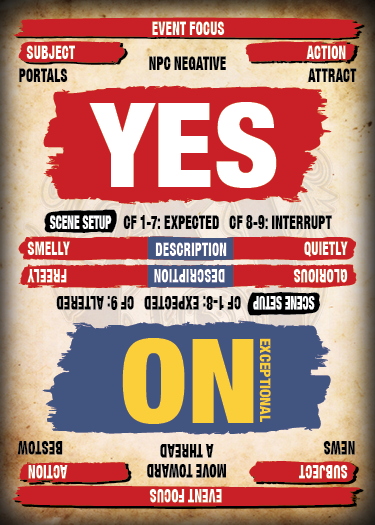 EVENT FOCUS
SUBJECT ACTION
PORTALS NPC NEGATIVE ATTRACT
YES
SCENE SETUP CF 1-7: EXPECTED CF 8-9: INTERRUPT
SMELLY DESCRIPTION QUIETLY
EVENT FOCUS
SUBJECT MOVE TOWARD ACTION
NEWS A THREAD BESTOW
EXCEPTIONAL
NO
SCENE SETUP CF 1-8: EXPECTED CF 9: ALTERED
GLORIOUS DESCRIPTION FREELY